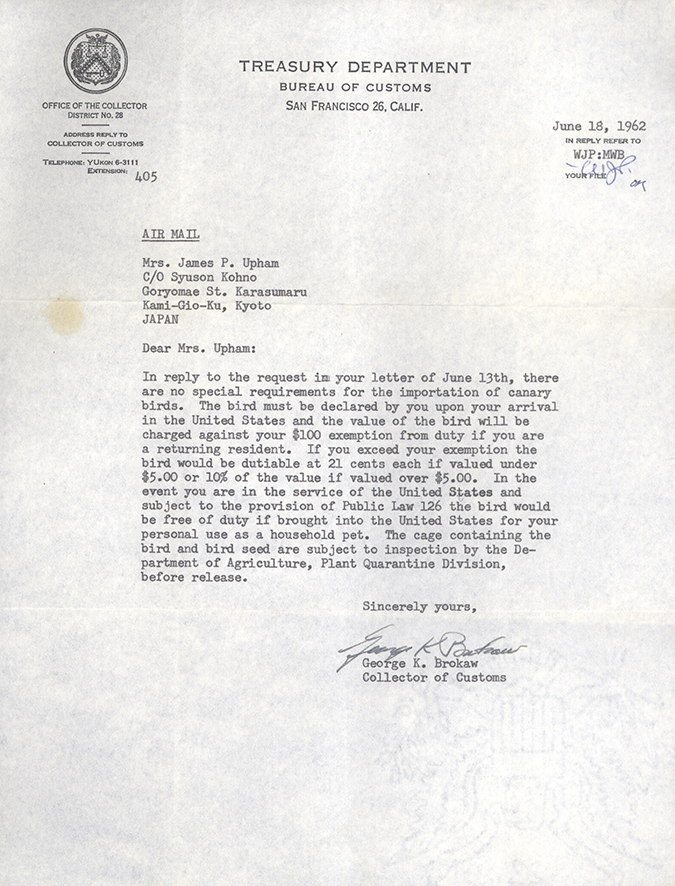 TREASURY DEPARTMENT
BUREAU OF CUSTOMS
SAN FRANCISCO 26, CALIF.
OFFICE OF THE COLLECTOR
DISTRICT NO. 28
ADDRESS REPLY TO
COLLECTOR OF CUSTOMS
TELEPHONE: YUKON 6-3111
EXTENSION: 405
June 18, 1962
IN REPLY REFER TO
WJP:MWB
YOUR FILE
AIR MAIL
Mrs. James P. Upham
C/O Syuson Kohno
Goryomae St. Karasumaru
Kami-Gio-Ku, Kyoto
JAPAN
Dear Mrs. Upham:
In reply to the request in your letter of June 13th, there
are no special requirements for the importation of canary
birds. The bird must be declared by you upon your arrival
in the United States and the value of the bird will be
charged against your $100 exemption from duty if you are
a returning resident. If you exceed your exemption the
bird would be dutiable at 21 cents each if valued under
$5.00 or 10% of the value if valued over $5.00. In the
event you are in the service of the United States and
subject to the provision of Public Law 126 the bird would
be free of duty if brought into the United States for your
personal use as a household pet. The cage containing the
bird and bird seed are subject to inspection by the De-
partment of Agriculture, Plant Quarantine Division,
before release.
Sincerely yours,
George K. Brokaw
George K. Brokaw
Collector of Customs